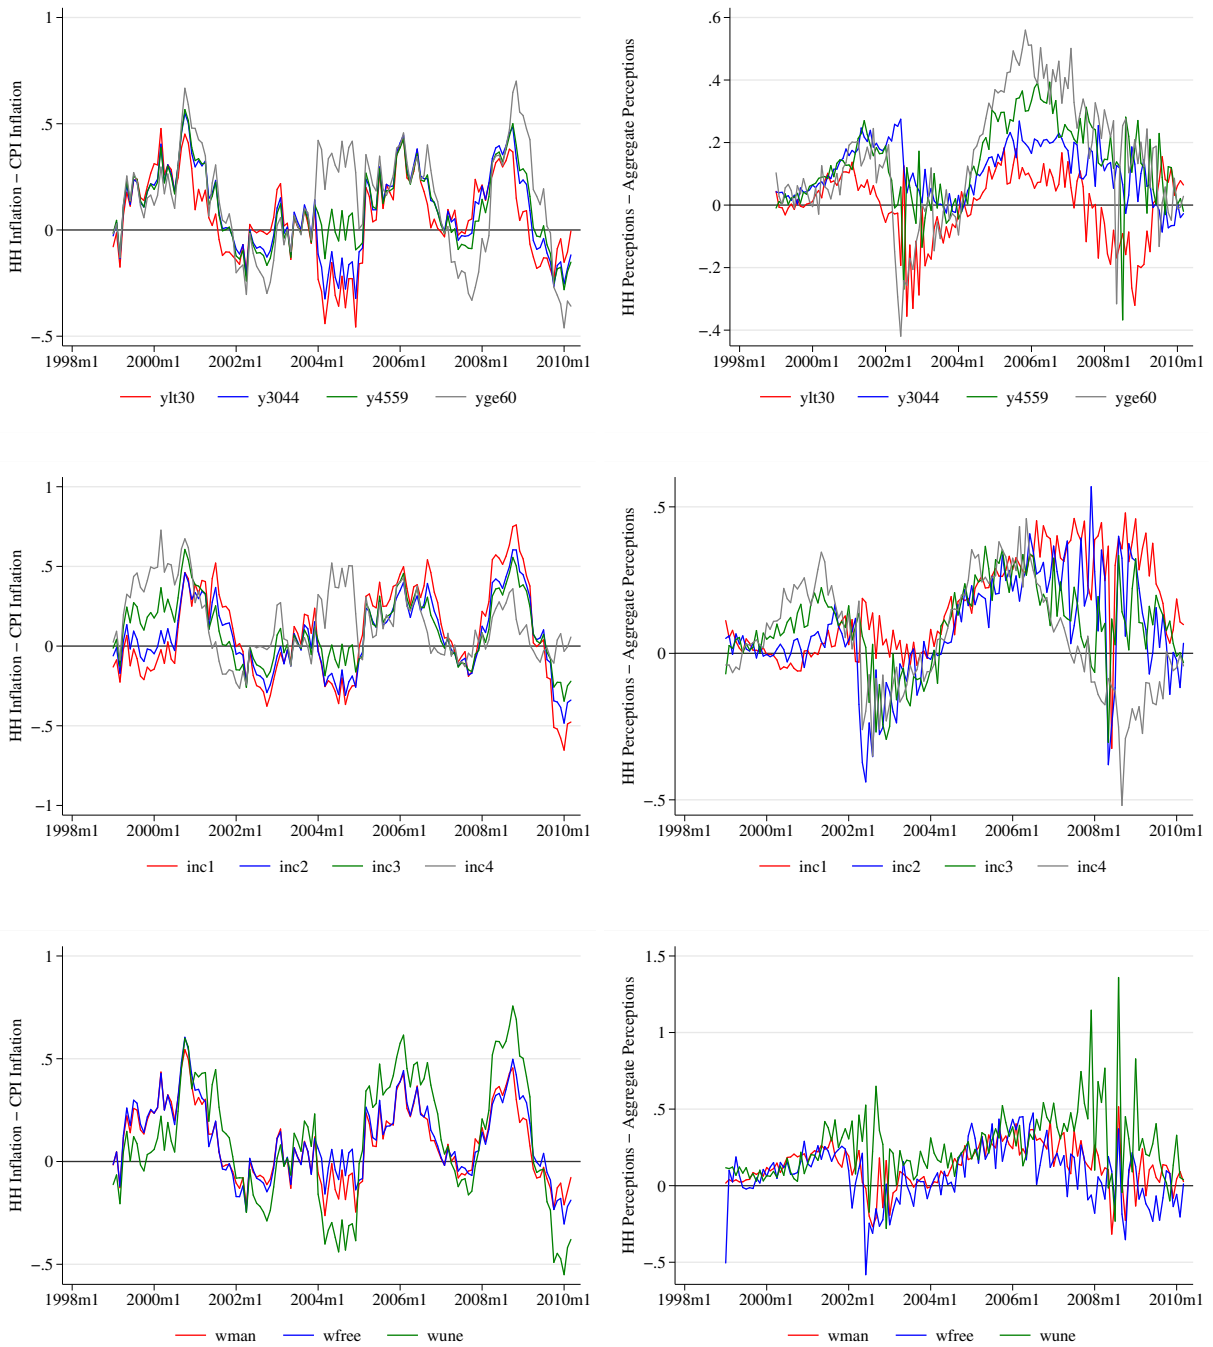 HH Inflation − CPI Inflation
1
.5
0
−.5
1998m1 2000m1 2002m1 2004m1 2006m1 2008m1 2010m1
ylt30 y3044 y4559 yge60
HH Perceptions − Aggregate Perceptions
.6
.4
.2
0
−.2
−.4
1998m1 2000m1 2002m1 2004m1 2006m1 2008m1 2010m1
ylt30 y3044 y4559 yge60
HH Inflation − CPI Inflation
1
.5
0
−.5
−1
1998m1 2000m1 2002m1 2004m1 2006m1 2008m1 2010m1
inc1 inc2 inc3 inc4
HH Perceptions − Aggregate Perceptions
.5
0
−.5
1998m1 2000m1 2002m1 2004m1 2006m1 2008m1 2010m1
inc1 inc2 inc3 inc4
HH Inflation − CPI Inflation
1
.5
0
−.5
1998m1 2000m1 2002m1 2004m1 2006m1 2008m1 2010m1
wman wfree wune
HH Perceptions − Aggregate Perceptions
1.5
1
.5
0
−.5
1998m1 2000m1 2002m1 2004m1 2006m1 2008m1 2010m1
wman wfree wune